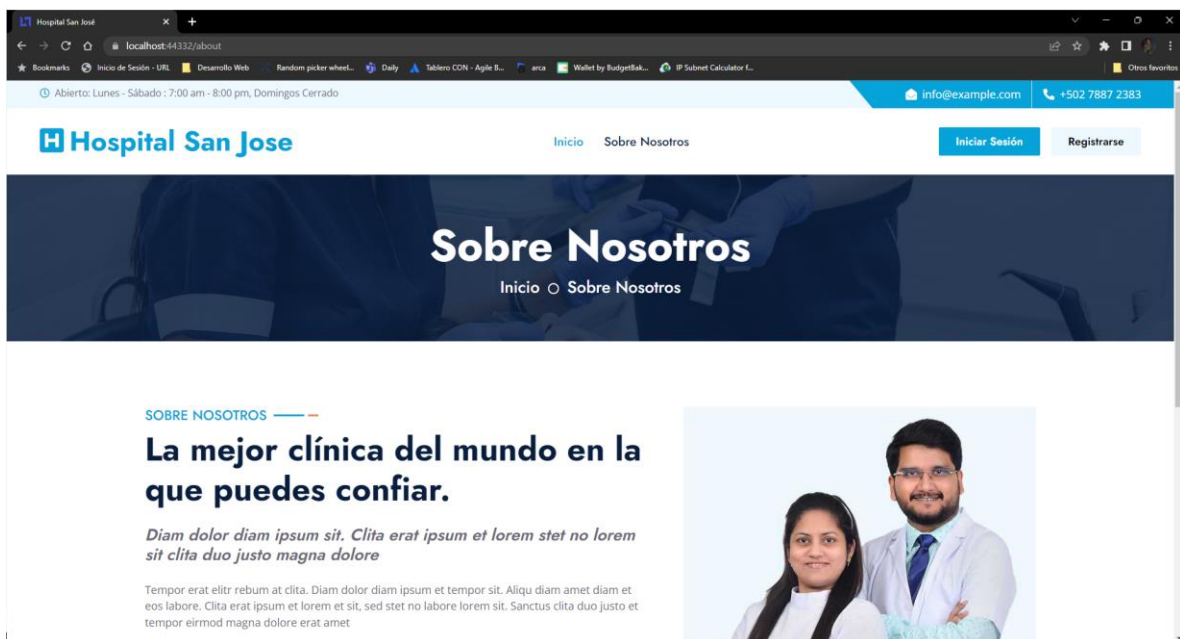 Hospital San José
localhost:44332/about
Bookmarks Inicio de Sesión - URL Desarrollo Web Random picker wheel... Daily Tablero CON - Agile B... arca Wallet by BudgetBak... IP Subnet Calculator f... Otros favoritos
Abierto: Lunes - Sábado : 7:00 am - 8:00 pm, Domingos Cerrado info@example.com +502 7887 2383
H Hospital San Jose Inicio Sobre Nosotros Iniciar Sesión Registrarse
Sobre Nosotros
Inicio Sobre Nosotros
SOBRE NOSOTROS
La mejor clínica del mundo en la
que puedes confiar.
Diam dolor diam ipsum sit. Clita erat ipsum et lorem stet no lorem
sit clita duo justo magna dolore
Tempor erat elitr rebum at clita. Diam dolor diam ipsum et tempor sit. Aliqu diam amet diam et
eos labore. Clita erat ipsum et lorem et sit, sed stet no labore lorem sit. Sanctus clita duo justo et
tempor eirmod magna dolore erat amet